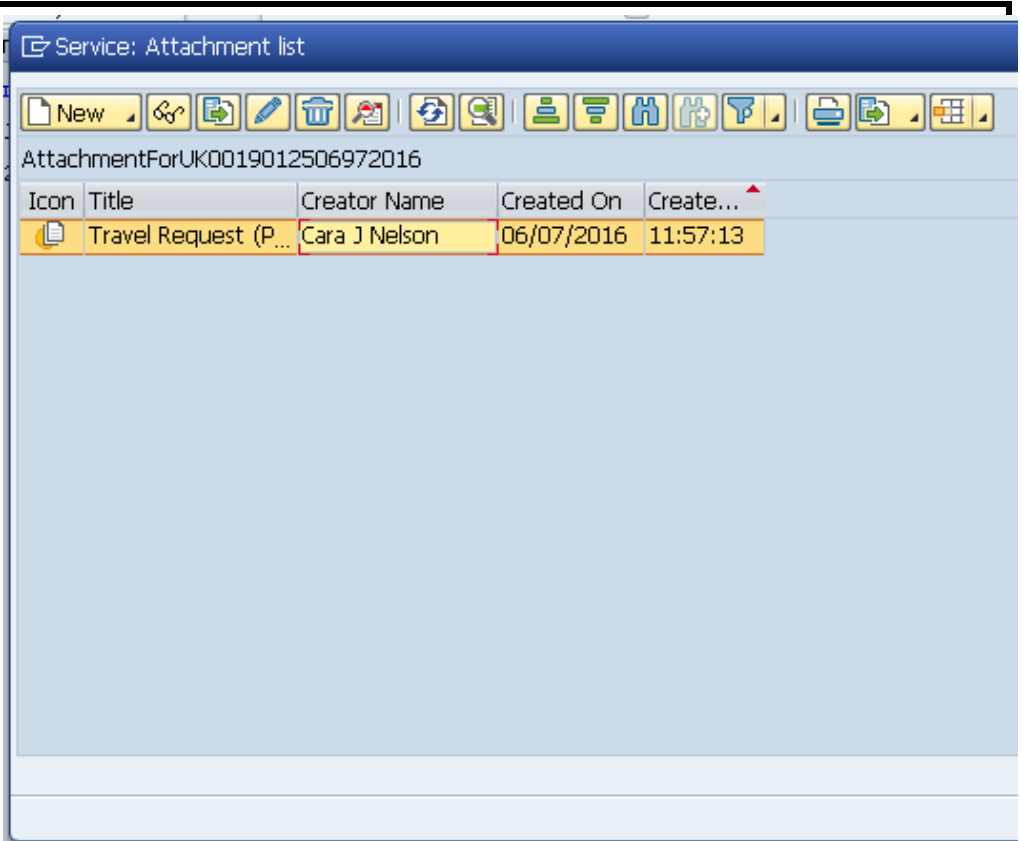 Service: Attachment list
New
AttachmentForUK0019012506972016
Icon Title Creator Name Created On Create...
Travel Request (P... Cara J Nelson 06/07/2016 11:57:13